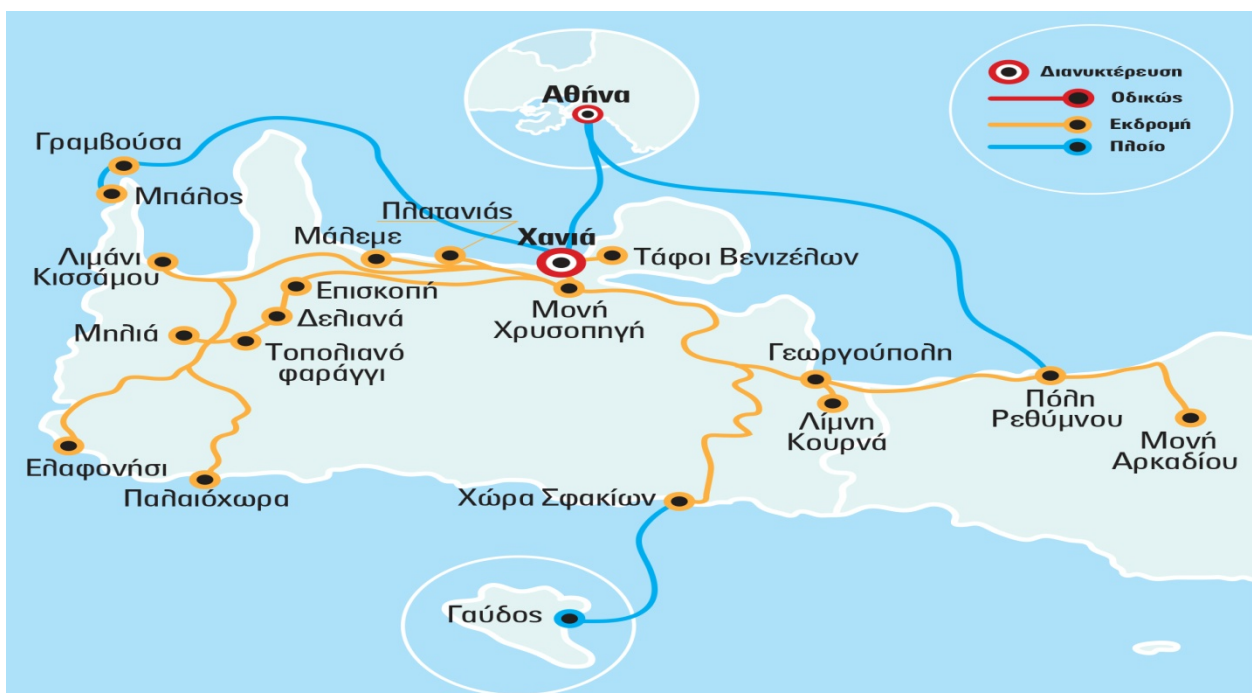 Αθήνα
Διανυκτέρευση
Οδικώς
Εκδρομή
Πλοίο
Γραμβούσα
Μπάλος
Πλατανιάς
Χανιά
Μάλεμε
Τάφοι Βενιζέλων
Λιμάνι
Κισσάμου
Επισκοπή
Δελιανά
Μονή
Χρυσοπηγή
Μηλιά
Τοπολιανό
φαράγγι
Γεωργούπολη
Λίμνη
Κουρνά
Πόλη
Ρεθύμνου
Μονή
Αρκαδίου
Ελαφονήσι
Παλαιόχωρα
Χώρα Σφακίων
Γαύδος